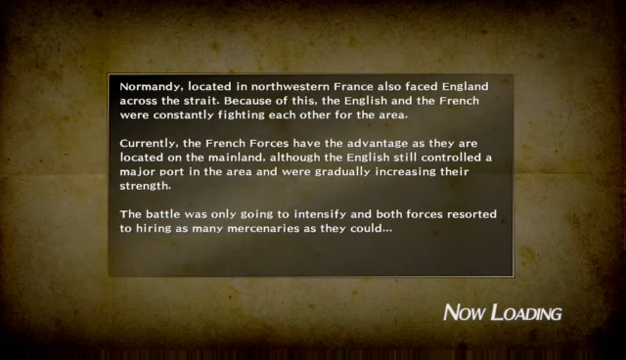 Normandy, located in northwestern France also faced England
across the strait. Because of this, the English and the French
were constantly fighting each other for the area.
Currently, the French Forces have the advantage as they are
located on the mainland, although the English still controlled a
major port in the area and were gradually increasing their
strength.
The battle was only going to intensify and both forces resorted
to hiring as many mercenaries as they could...
Now Loading